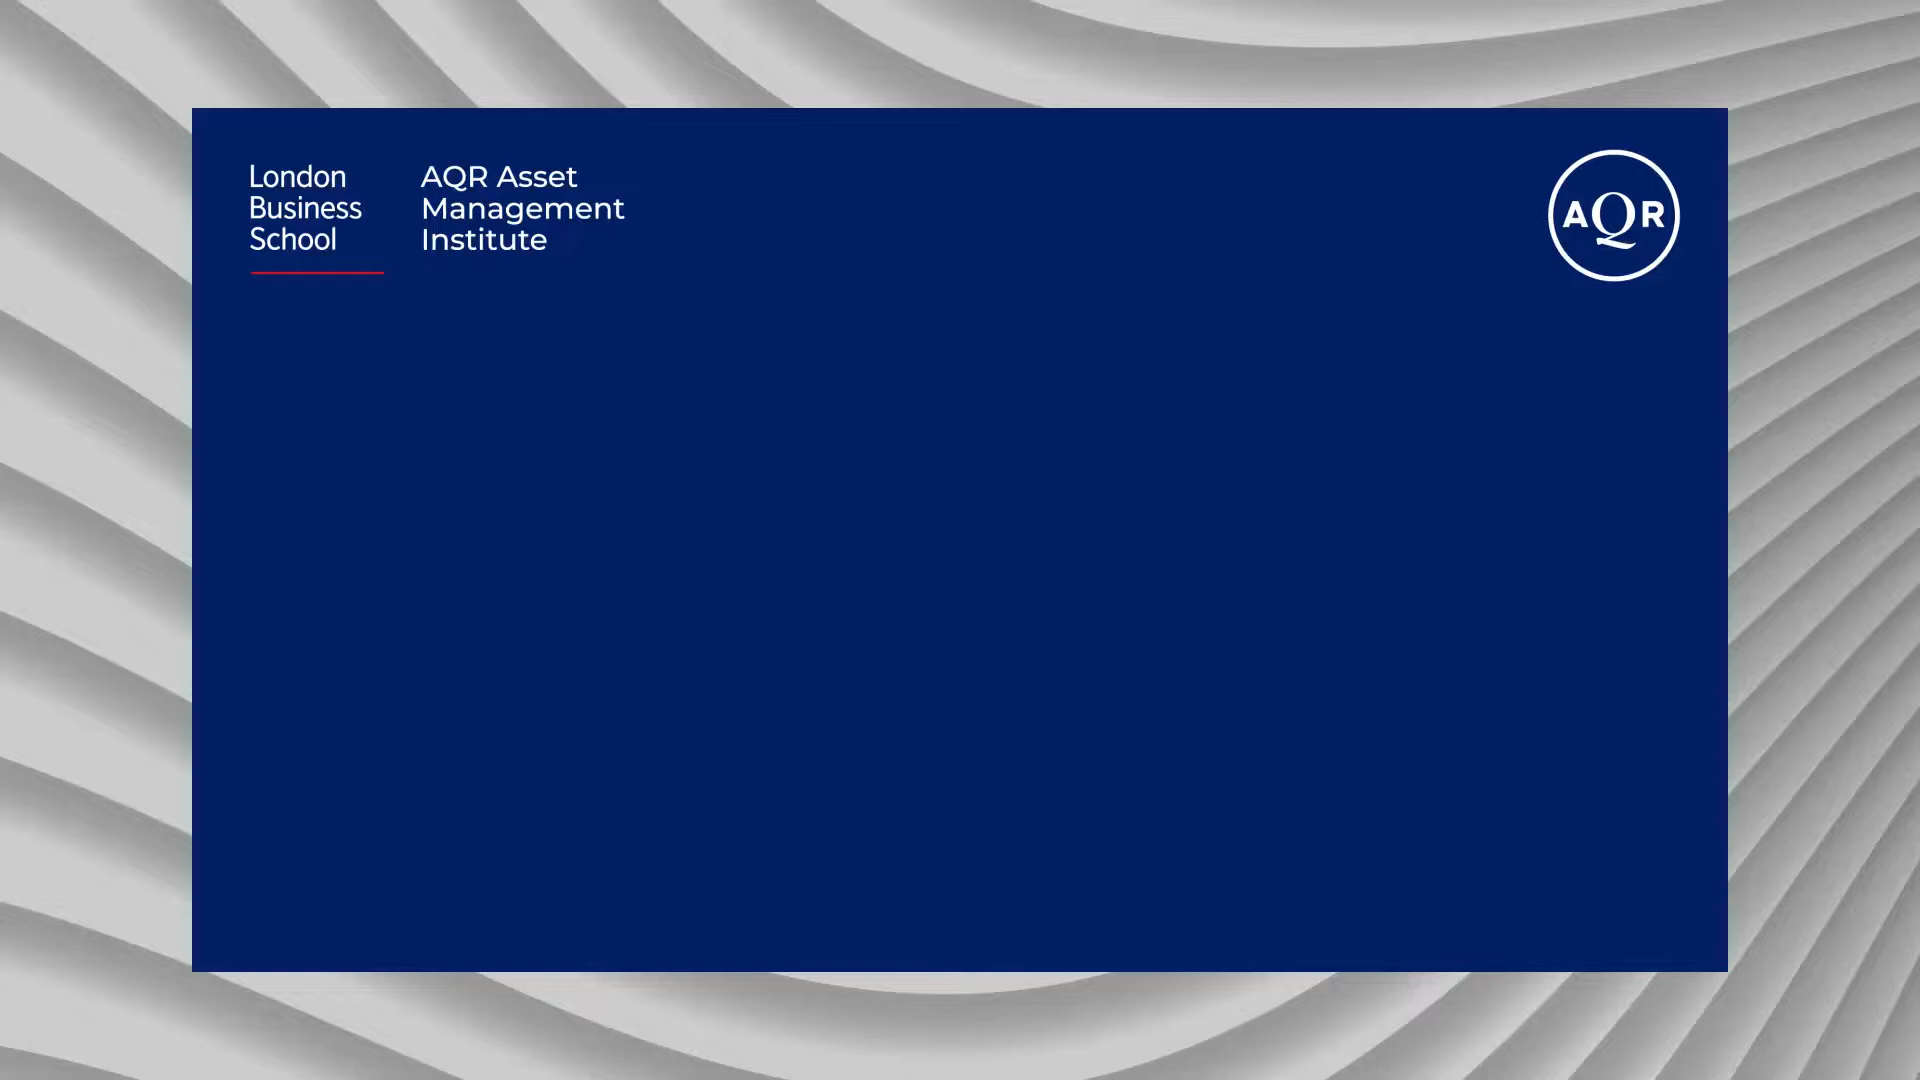 London
Business
School
AQR Asset
Management
Institute
AQR